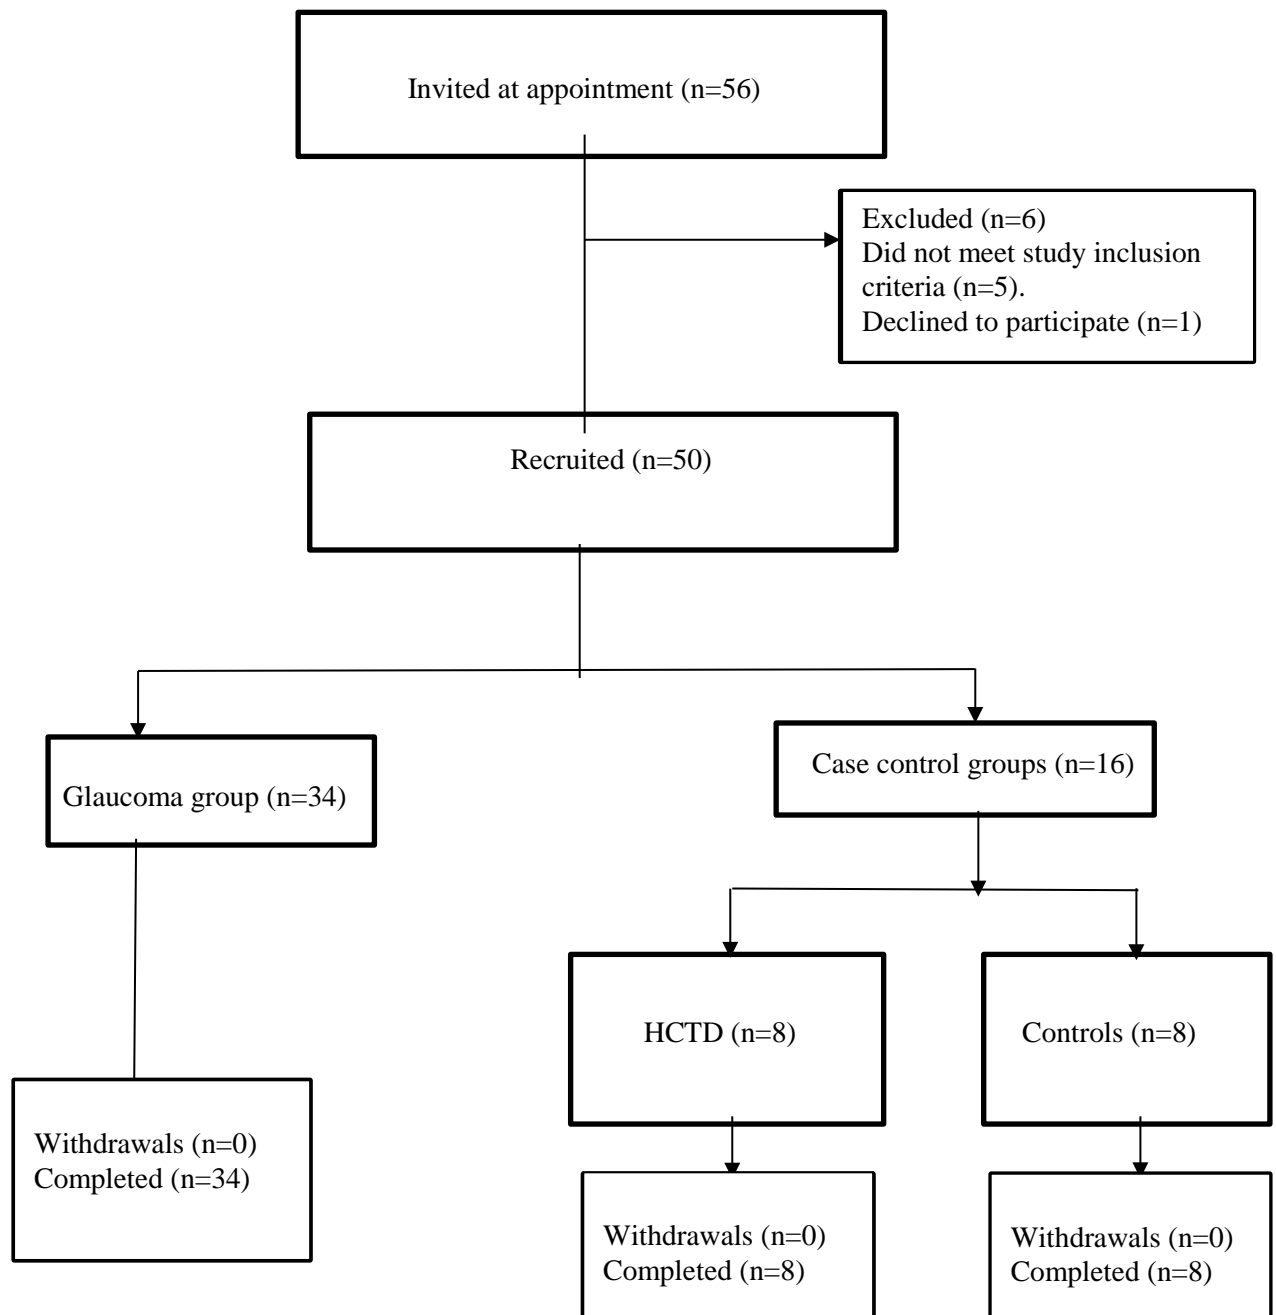 Invited at appointment (n=56)
Excluded (n=6)
Did not meet study inclusion
criteria (n=5).
Declined to participate (n=1)
Recruited (n=50)
Glaucoma group (n=34)
Case control groups (n=16)
HCTD (n=8)
Controls (n=8)
Withdrawals (n=0)
Completed (n=34)
Withdrawals (n=0)
Completed (n=8)
Withdrawals (n=0)
Completed (n=8)